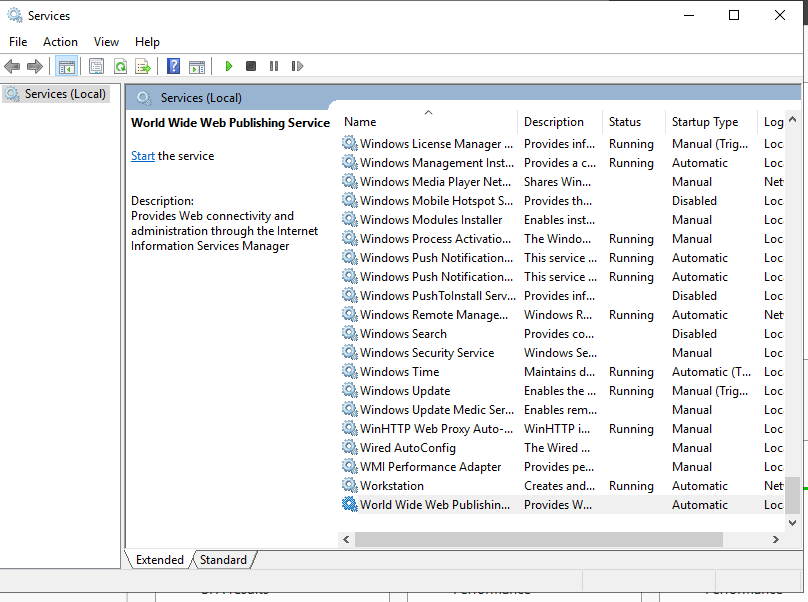 Services
File Action View Help
Services (Local)
Services (Local)
World Wide Web Publishing Service
Start the service
Description:
Provides Web connectivity and
administration through the Internet
Information Services Manager
Name Description Status Startup Type Log
Windows License Manager ... Provides inf... Running Manual (Trig... Loc
Windows Management Inst... Provides a c... Running Automatic Loc
Windows Media Player Net... Shares Win... Manual Net
Windows Mobile Hotspot S... Provides th... Disabled Loc
Windows Modules Installer Enables inst... Manual Loc
Windows Process Activatio... The Windo... Running Manual Loc
Windows Push Notification... This service ... Running Automatic Loc
Windows Push Notification... This service ... Running Automatic Loc
Windows PushToInstall Serv... Provides inf... Disabled Loc
Windows Remote Manage... Windows R... Running Automatic Net
Windows Search Provides co... Disabled Loc
Windows Security Service Windows Se... Manual Loc
Windows Time Maintains d... Running Automatic (T... Loc
Windows Update Enables the ... Running Manual (Trig... Loc
Windows Update Medic Ser... Enables rem... Manual Loc
WinHTTP Web Proxy Auto-... WinHTTP i... Running Manual Loc
Wired AutoConfig The Wired ... Manual Loc
WMI Performance Adapter Provides pe... Manual Loc
Workstation Creates and... Running Automatic Net
World Wide Web Publishin... Provides W... Automatic Loc
Extended Standard